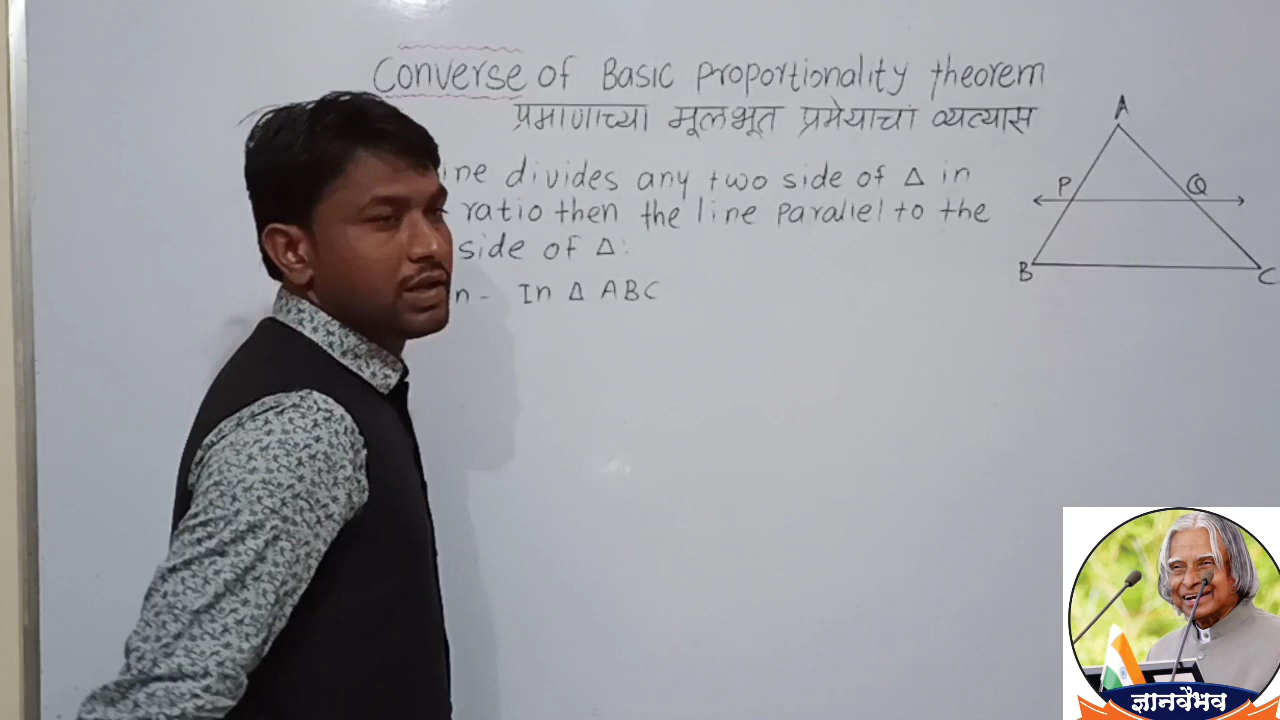 Converse of Basic proportionality theorem
प्रमाणाच्या मूलभूत प्रमेयाचा व्यत्यास
divides any two side of Δ in
ratio then the line parallel to the
side of Δ.
In Δ ABC
A
P Q
B C
ज्ञानवैभव